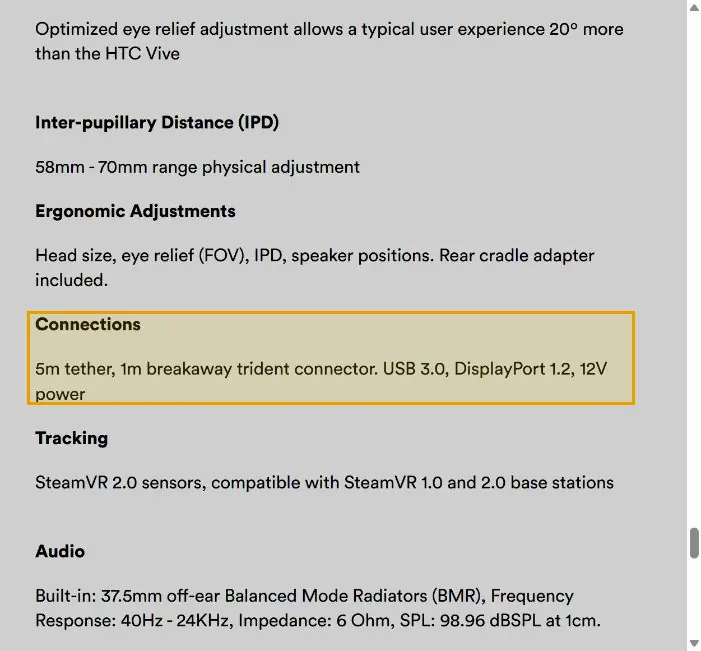 Optimized eye relief adjustment allows a typical user experience 20º more
than the HTC Vive
Inter-pupillary Distance (IPD)
58mm - 70mm range physical adjustment
Ergonomic Adjustments
Head size, eye relief (FOV), IPD, speaker positions. Rear cradle adapter
included.
Connections
5m tether, 1m breakaway trident connector. USB 3.0, DisplayPort 1.2, 12V
power
Tracking
SteamVR 2.0 sensors, compatible with SteamVR 1.0 and 2.0 base stations
Audio
Built-in: 37.5mm off-ear Balanced Mode Radiators (BMR), Frequency
Response: 40Hz - 24KHz, Impedance: 6 Ohm, SPL: 98.96 dBSPL at 1cm.